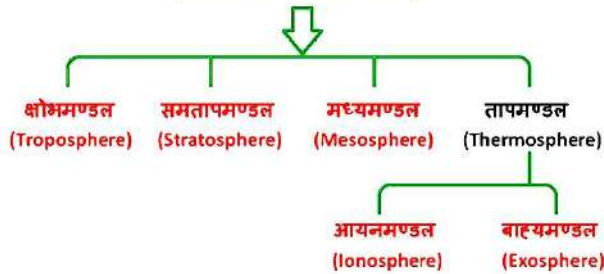 क्षोभमण्डल समतापमण्डल मध्यमण्डल तापमण्डल
(Troposphere) (Stratosphere) (Mesosphere) (Thermosphere)
आयनमण्डल बाह्यमण्डल
(Ionosphere) (Exosphere)